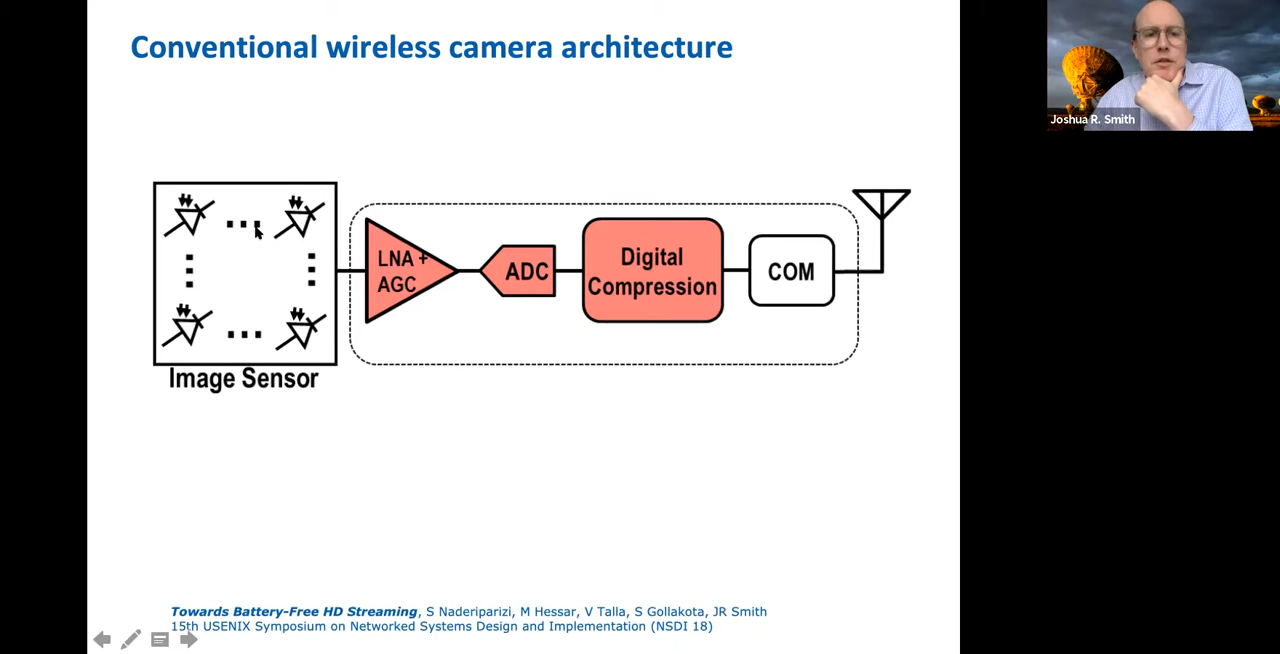 Conventional wireless camera architecture
Joshua R. Smith
LNA +
AGC
ADC
Digital
Compression
COM
Image Sensor
Towards Battery-Free HD Streaming, S Naderiparizi, M Hessar, V Talla, S Gollakota, JR Smith
15th USENIX Symposium on Networked Systems Design and Implementation (NSDI 18)